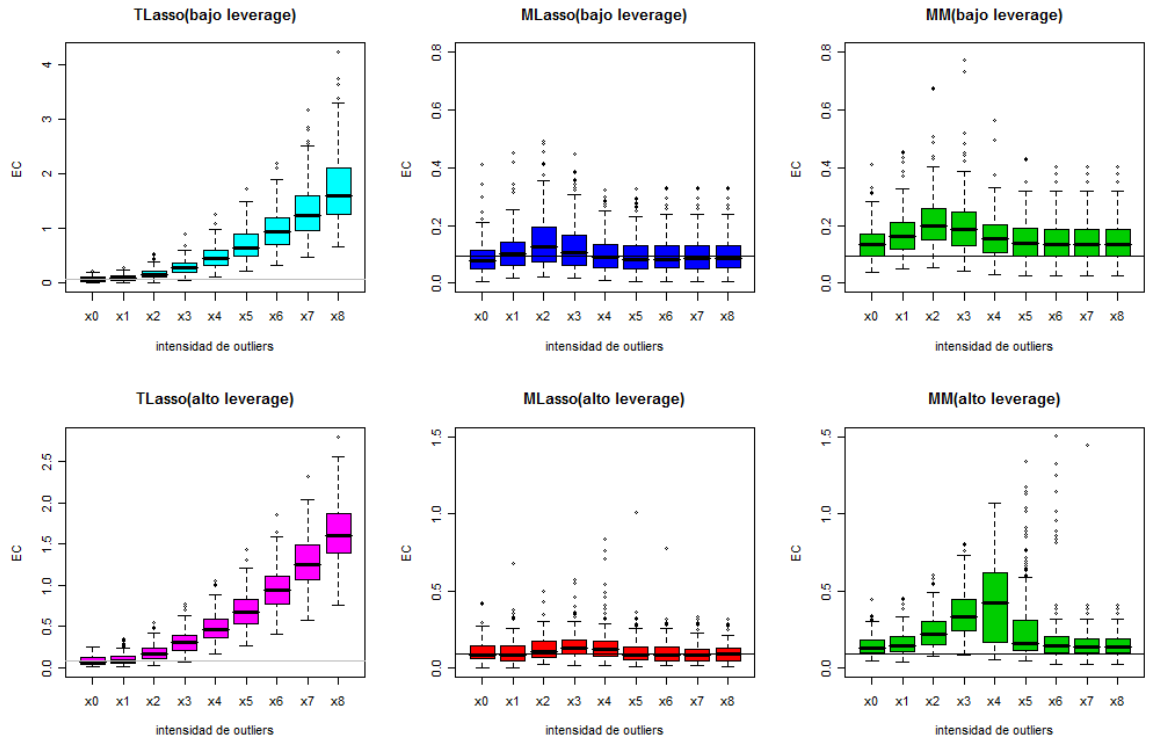 TLasso(bajo leverage)
MLasso(bajo leverage)
MM(bajo leverage)
EC
0
1
2
3
4
x0 x1 x2 x3 x4 x5 x6 x7 x8
intensidad de outliers
EC
0.0
0.2
0.4
0.6
0.8
x0 x1 x2 x3 x4 x5 x6 x7 x8
intensidad de outliers
EC
0.0
0.2
0.4
0.6
0.8
x0 x1 x2 x3 x4 x5 x6 x7 x8
intensidad de outliers
TLasso(alto leverage)
MLasso(alto leverage)
MM(alto leverage)
EC
0.0
0.5
1.0
1.5
2.0
2.5
x0 x1 x2 x3 x4 x5 x6 x7 x8
intensidad de outliers
EC
0.0
0.5
1.0
1.5
x0 x1 x2 x3 x4 x5 x6 x7 x8
intensidad de outliers
EC
0.0
0.5
1.0
1.5
x0 x1 x2 x3 x4 x5 x6 x7 x8
intensidad de outliers